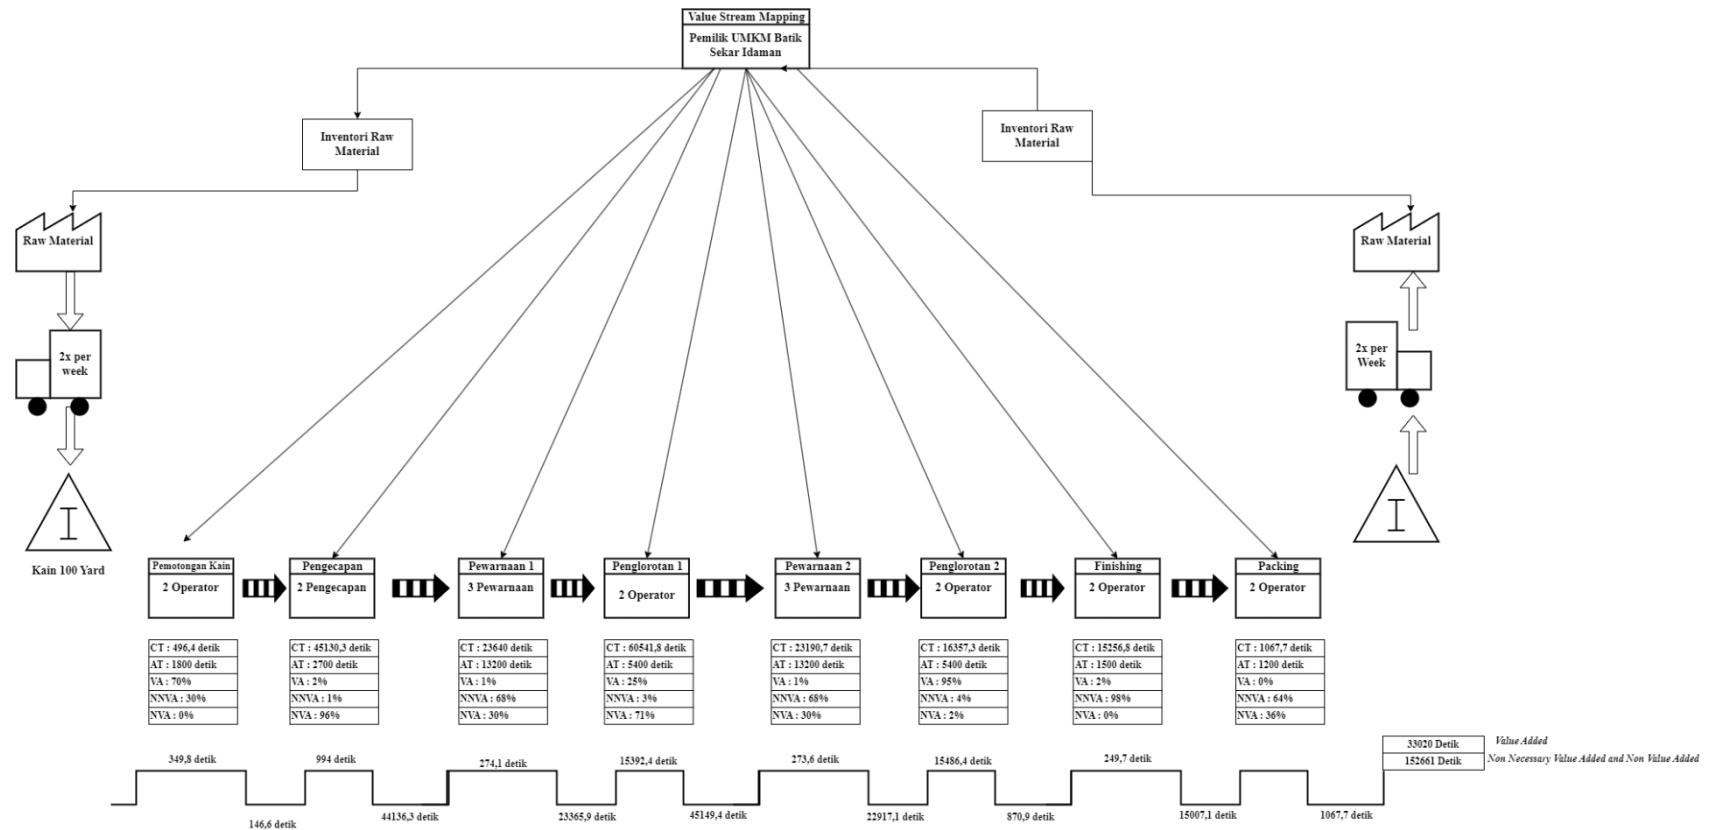 Value Stream Mapping
Pemilik UMKM Batik
Sekar Idaman
Inventori Raw
Material
Inventori Raw
Material
Raw Material
Raw Material
2x per
week
2x per
Week
I
I
Kain 100 Yard
Pemotongan Kain
2 Operator
Pengecapan
2 Pengecapan
Pewarnaan 1
3 Pewarnaan
Penglorotan 1
2 Operator
Pewarnaan 2
3 Pewarnaan
Penglorotan 2
2 Operator
Finishing
2 Operator
Packing
2 Operator
CT : 496,4 detik
AT : 1800 detik
VA : 70%
NNVA : 30%
NVA : 0%
CT : 45130,3 detik
AT : 2700 detik
VA : 2%
NNVA : 1%
NVA : 96%
CT : 23640 detik
AT : 13200 detik
VA : 1%
NNVA : 68%
NVA : 30%
CT : 60541,8 detik
AT : 5400 detik
VA : 25%
NNVA : 3%
NVA : 71%
CT : 23190,7 detik
AT : 13200 detik
VA : 1%
NNVA : 68%
NVA : 30%
CT : 16357,3 detik
AT : 5400 detik
VA : 95%
NNVA : 4%
NVA : 2%
CT : 15256,8 detik
AT : 1500 detik
VA : 2%
NNVA : 98%
NVA : 0%
CT : 1067,7 detik
AT : 1200 detik
VA : 0%
NNVA : 64%
NVA : 36%
33020 Detik Value Added
152661 Detik Non Necessary Value Added and Non Value Added
349,8 detik
994 detik
274,1 detik
15392,4 detik
273,6 detik
15486,4 detik
249,7 detik
146,6 detik
44136,3 detik
23365,9 detik
45149,4 detik
22917,1 detik
870,9 detik
15007,1 detik
1067,7 detik